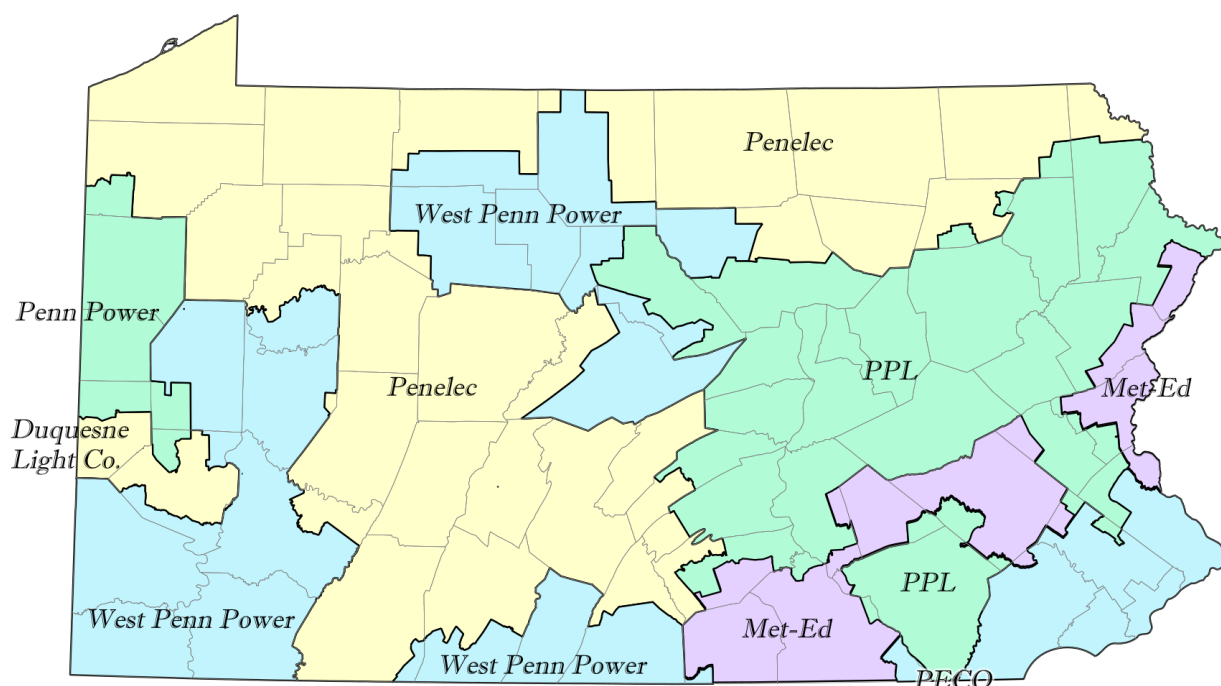 Penelec
West Penn Power
Penn Power
PPL
Penelec
Met-Ed
Duquesne
Light Co.
PPL
West Penn Power
Met-Ed
West Penn Power
PECO